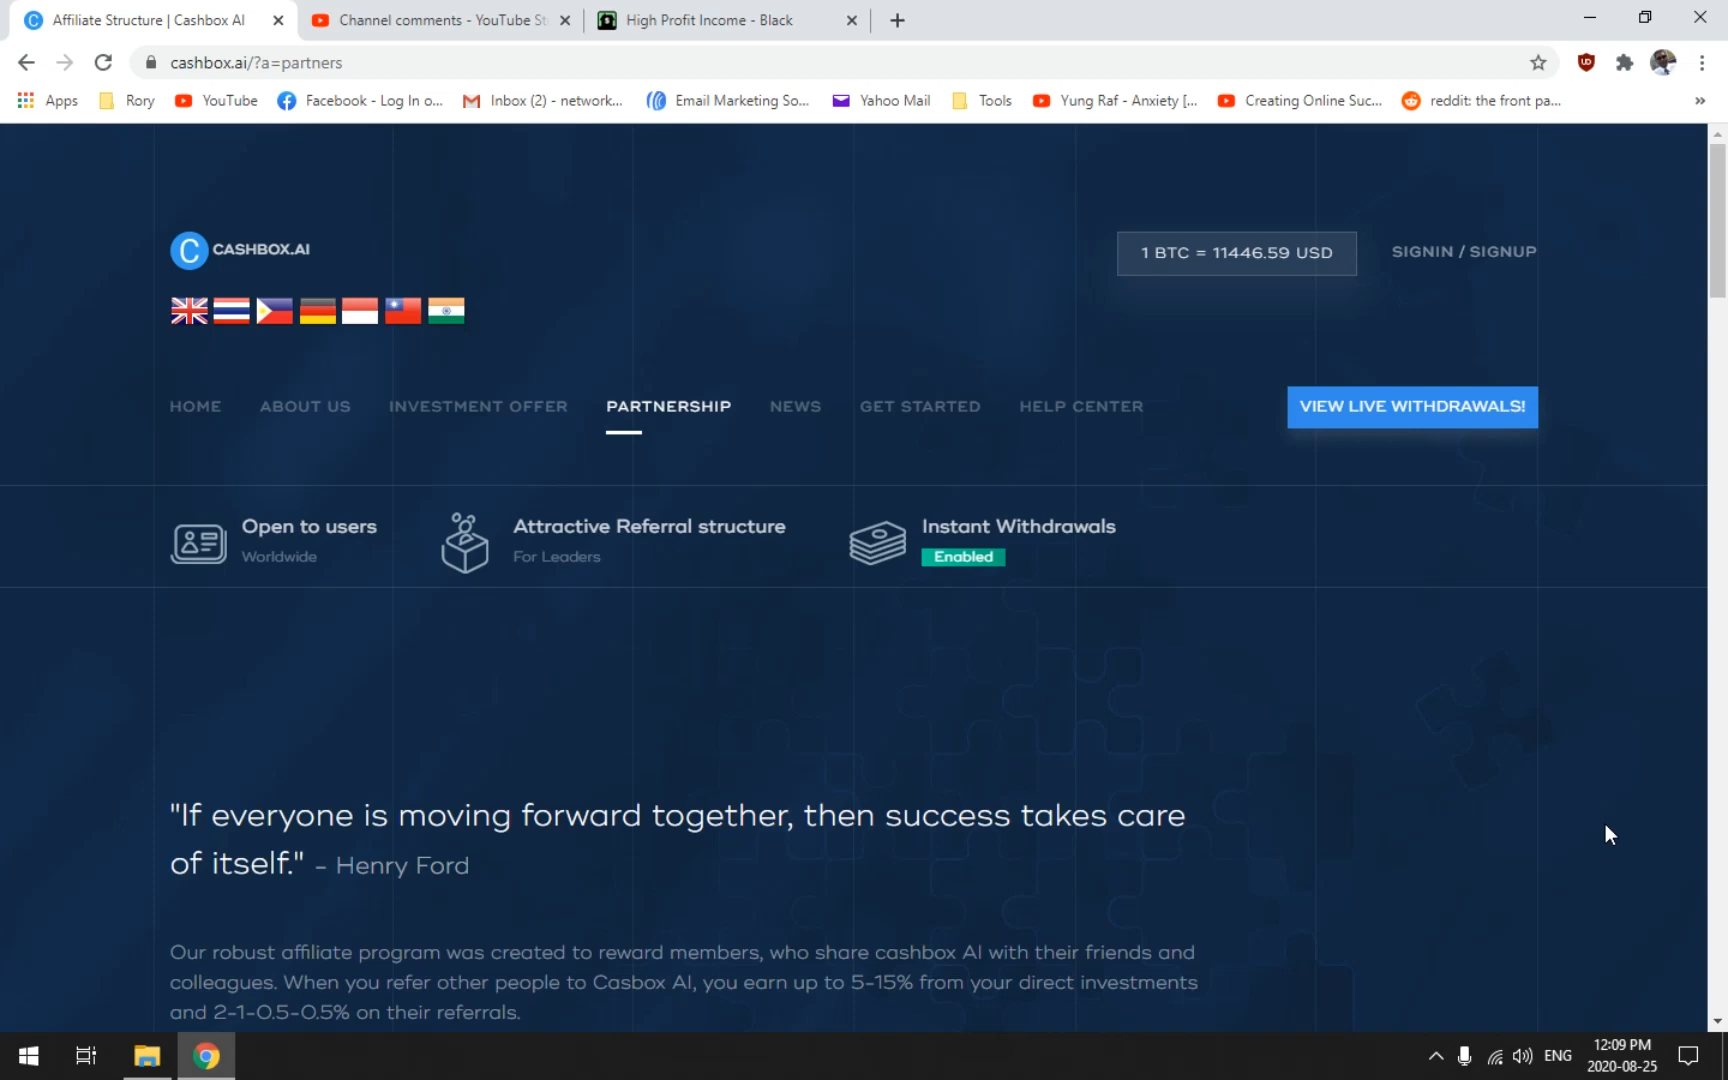 Affiliate Structure | Cashbox AI
Channel comments - YouTube St
High Profit Income - Black
cashbox.ai/?a=partners
Apps
Rory
YouTube
Facebook - Log In o...
Inbox (2) - network...
Email Marketing So...
Yahoo Mail
Tools
Yung Raf - Anxiety [...
Creating Online Suc...
reddit: the front pa...
»
C CASHBOX.AI
1 BTC = 11446.59 USD
SIGNIN / SIGNUP
HOME
ABOUT US
INVESTMENT OFFER
PARTNERSHIP
NEWS
GET STARTED
HELP CENTER
VIEW LIVE WITHDRAWALS!
Open to users
Worldwide
Attractive Referral structure
For Leaders
Instant Withdrawals
Enabled
"If everyone is moving forward together, then success takes care
of itself." - Henry Ford
Our robust affiliate program was created to reward members, who share cashbox AI with their friends and
colleagues. When you refer other people to Casbox AI, you earn up to 5-15% from your direct investments
and 2-1-0.5-0.5% on their referrals.
ENG
12:09 PM
2020-08-25